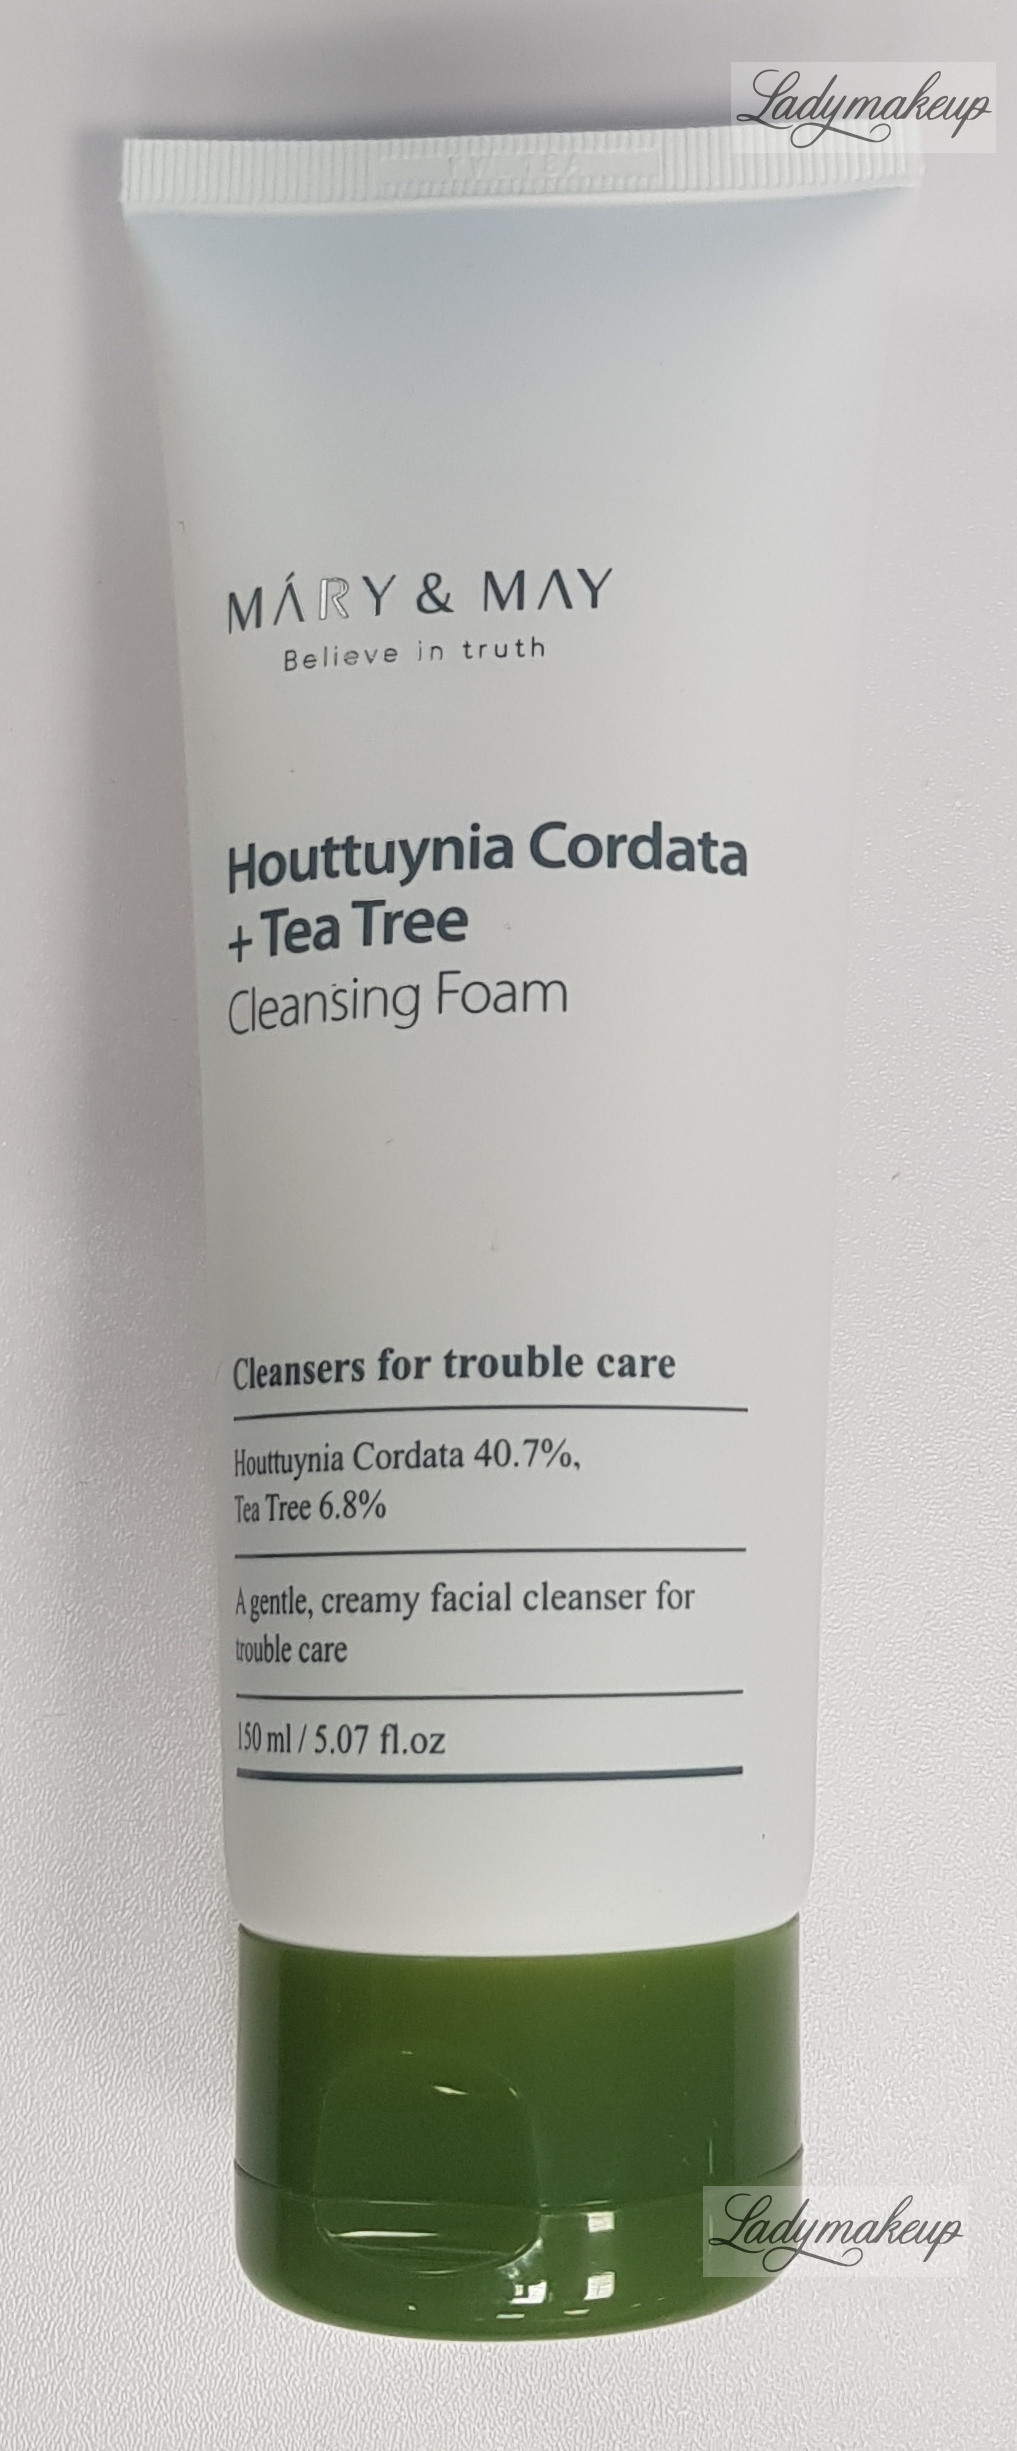 Ladymakeup
MÁRY & MAY
Believe in truth
Houttuynia Cordata
+ Tea Tree
Cleansing Foam
Cleansers for trouble care
Houttuynia Cordata 40.7%,
Tea Tree 6.8%
A gentle, creamy facial cleanser for
trouble care
150 ml / 5.07 fl.oz
Ladymakeup